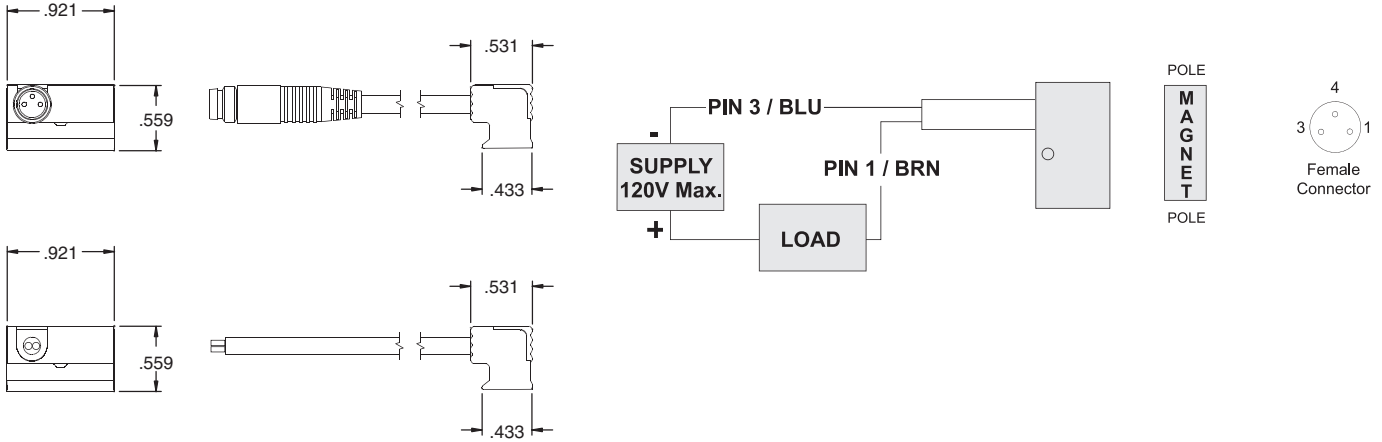 .921
.559
.531
.433
.921
.559
.531
.433
PIN 3 / BLU
-
SUPPLY
120V Max.
+
PIN 1 / BRN
LOAD
POLE
MAGNET
POLE
4
3
1
Female
Connector